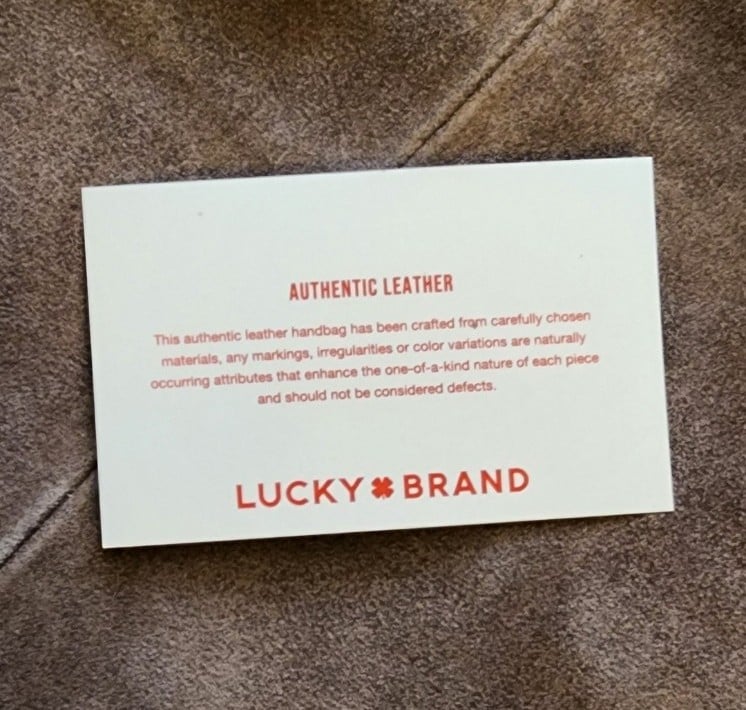 AUTHENTIC LEATHER
This authentic leather handbag has been crafted from carefully chosen
materials, any markings, irregularities or color variations are naturally
occurring attributes that enhance the one-of-a-kind nature of each piece
and should not be considered defects.
LUCKY BRAND